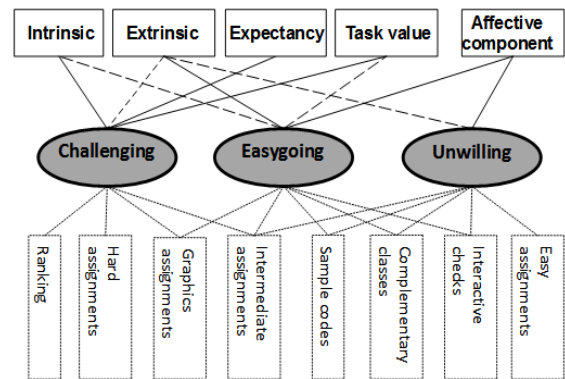 Intrinsic
Extrinsic
Expectancy
Task value
Affective
component
Challenging
Easygoing
Unwilling
Ranking
Hard
assignments
Graphics
assignments
Intermediate
assignments
Sample codes
Complementary
classes
Interactive
checks
Easy
assignments